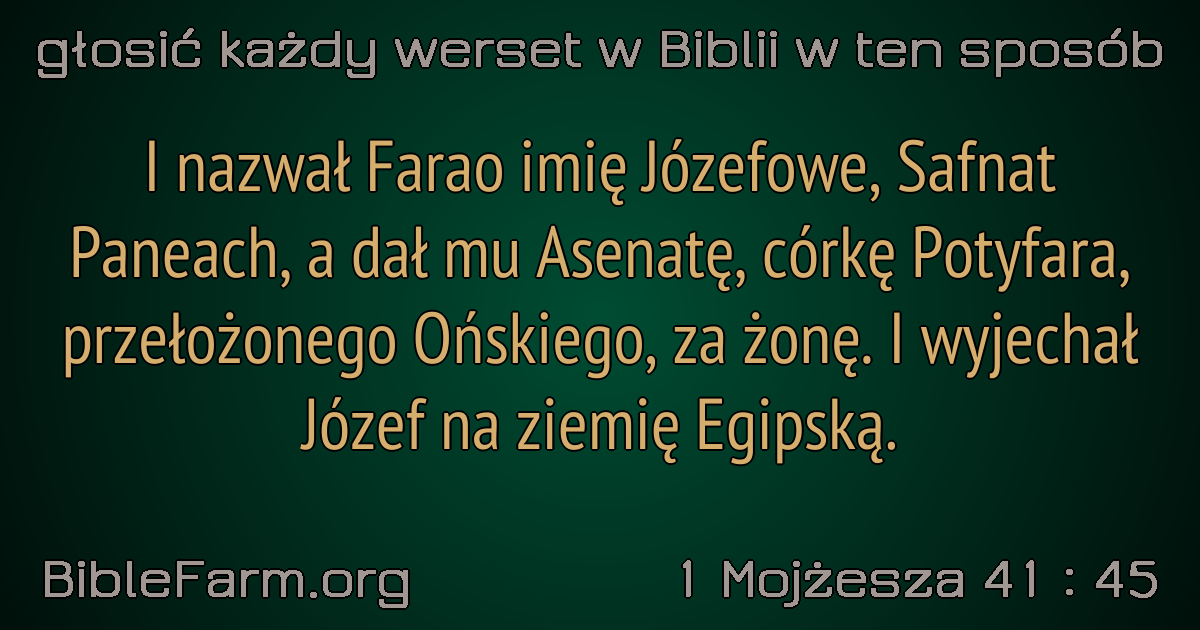 głosić każdy werset w Biblii w ten sposób
I nazwał Farao imię Józefowe, Safnat
Paneach, a dał mu Asenatę, córkę Potyfara,
przełożonego Ońskiego, za żonę. I wyjechał
Józef na ziemię Egipską.
BibleFarm.org
1 Mojżesza 41 : 45